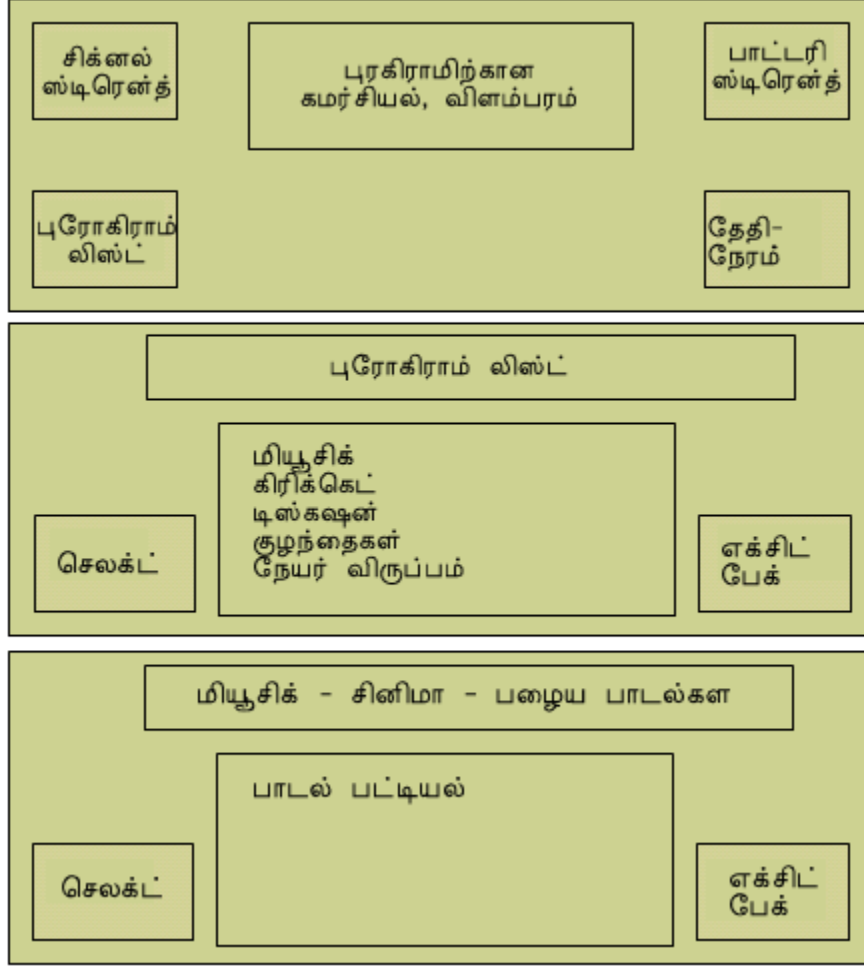 சிக்னல்
ஸ்டிரென்த்
புரகிராமிற்கான
கமர்சியல், விளம்பரம்
பாட்டரி
ஸ்டிரென்த்
புரோகிராம்
லிஸ்ட்
தேதி-
நேரம்
புரோகிராம் லிஸ்ட்
மியூசிக்
கிரிக்கெட்
டிஸ்கஷன்
குழந்தைகள்
நேயர் விருப்பம்
செலக்ட்
எக்சிட்
பேக்
மியூசிக் - சினிமா - பழைய பாடல்கள
பாடல் பட்டியல்
செலக்ட்
எக்சிட்
பேக்